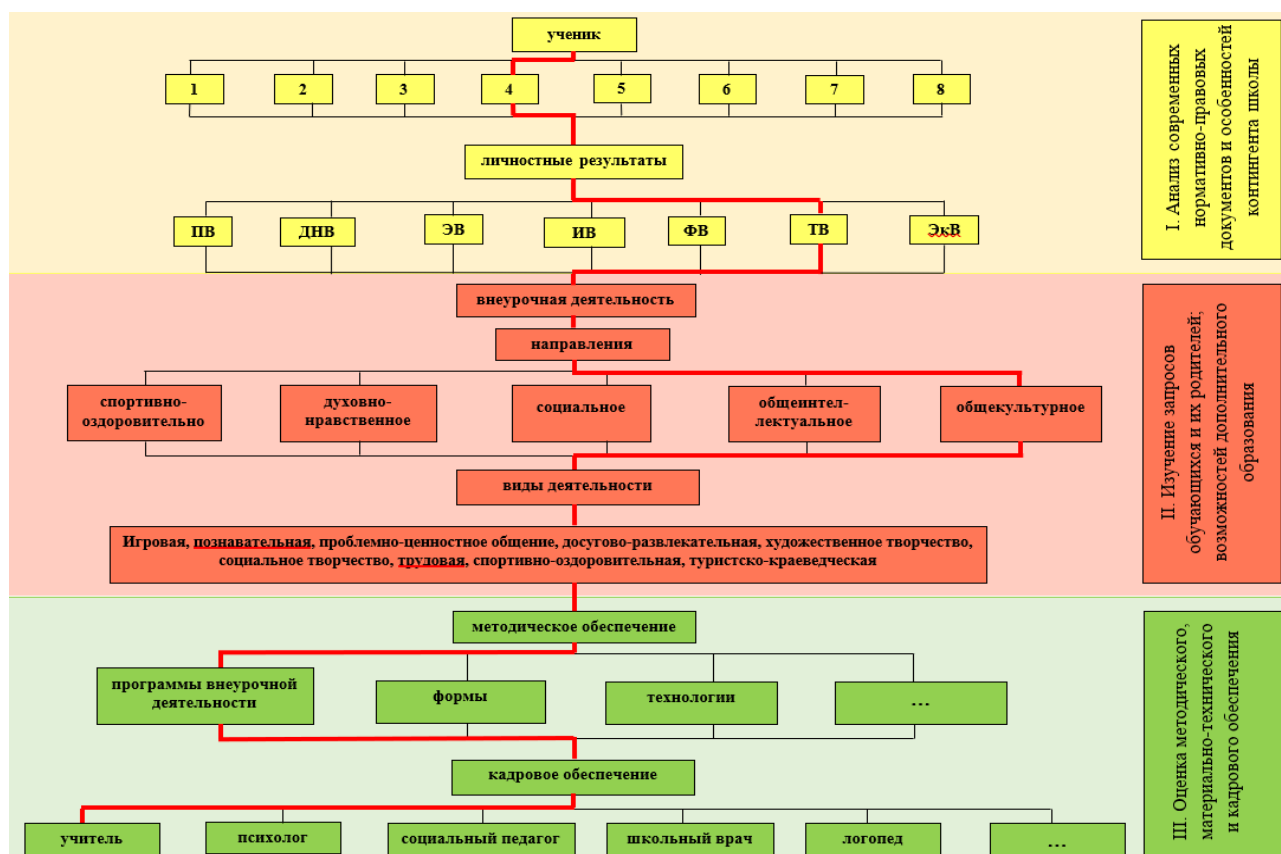 ученик
1
2
3
4
5
6
7
8
личностные результаты
ПВ
ДНВ
ЭВ
ИВ
ФВ
ТВ
ЭкВ
I. Анализ современных
нормативно-правовых
документов и особенностей
контингента школы
внеурочная деятельность
направления
спортивно-
оздоровительно
духовно-
нравственное
социальное
общеинтел-
лектуальное
общекультурное
виды деятельности
Игровая, познавательная, проблемно-ценностное общение, досугово-развлекательная, художественное творчество,
социальное творчество, трудовая, спортивно-оздоровительная, туристско-краеведческая
II. Изучение запросов
обучающихся и их родителей;
возможностей дополнительного
образования
методическое обеспечение
программы внеурочной
деятельности
формы
технологии
…
кадровое обеспечение
учитель
психолог
социальный педагог
школьный врач
логопед
…
III. Оценка методического,
материально-технического
и кадрового обеспечения